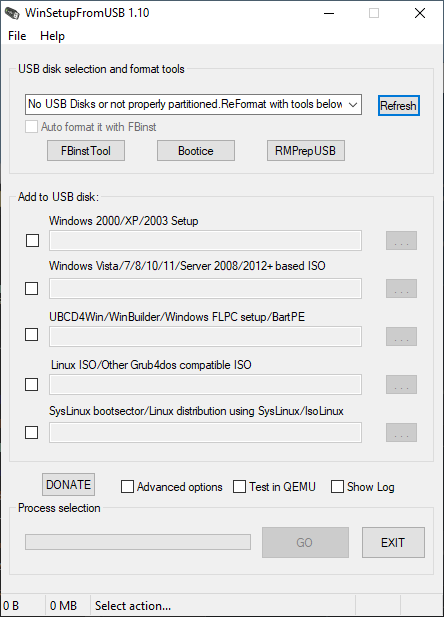 WinSetupFromUSB 1.10
File Help
USB disk selection and format tools
No USB Disks or not properly partitioned.ReFormat with tools below
Refresh
Auto format it with FBinst
FBinstTool Bootice RMPrepUSB
Add to USB disk:
Windows 2000/XP/2003 Setup
...
Windows Vista/7/8/10/11/Server 2008/2012+ based ISO
...
UBCD4Win/WinBuilder/Windows FLPC setup/BartPE
...
Linux ISO/Other Grub4dos compatible ISO
...
SysLinux bootsector/Linux distribution using SysLinux/IsoLinux
...
DONATE Advanced options Test in QEMU Show Log
Process selection
GO EXIT
0 B 0 MB Select action...